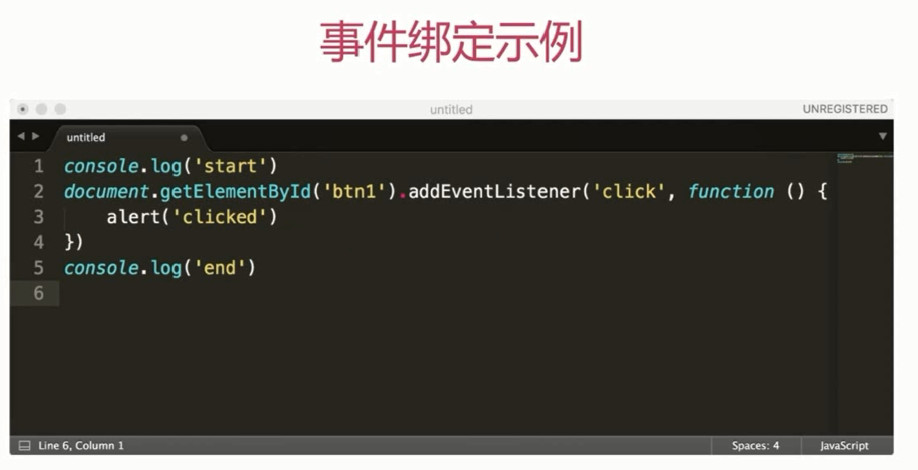 事件绑定示例
untitled
UNREGISTERED
untitled
1 console.log('start')
2 document.getElementById('btn1').addEventListener('click', function () {
3     alert('clicked')
4 })
5 console.log('end')
6
Line 6, Column 1
Spaces: 4
JavaScript